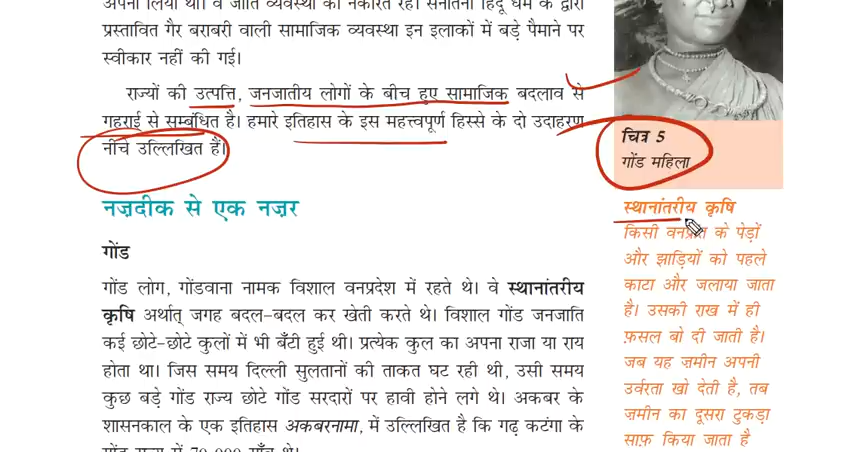 अपना लिया था। वे जाति व्यवस्था को नकारते रहे। सनातनी हिंदू धर्म के द्वारा
प्रस्तावित गैर बराबरी वाली सामाजिक व्यवस्था इन इलाकों में बड़े पैमाने पर
स्वीकार नहीं की गई।
राज्यों की उत्पत्ति, जनजातीय लोगों के बीच हुए सामाजिक बदलाव से
गहराई से सम्बंधित है। हमारे इतिहास के इस महत्त्वपूर्ण हिस्से के दो उदाहरण
नीचे उल्लिखित हैं।
नज़दीक से एक नज़र
गोंड
गोंड लोग, गोंडवाना नामक विशाल वनप्रदेश में रहते थे। वे स्थानांतरीय
कृषि अर्थात् जगह बदल-बदल कर खेती करते थे। विशाल गोंड जनजाति
कई छोटे-छोटे कुलों में भी बँटी हुई थी। प्रत्येक कुल का अपना राजा या राय
होता था। जिस समय दिल्ली सुलतानों की ताकत घट रही थी, उसी समय
कुछ बड़े गोंड राज्य छोटे गोंड सरदारों पर हावी होने लगे थे। अकबर के
शासनकाल के एक इतिहास अकबरनामा, में उल्लिखित है कि गढ़ कटंगा के
गोंड राज्य में 70,000 गाँव थे।
चित्र 5
गोंड महिला
स्थानांतरीय कृषि
किसी वनप्रांत के पेड़ों
और झाड़ियों को पहले
काटा और जलाया जाता
है। उसकी राख में ही
फ़सल बो दी जाती है।
जब यह ज़मीन अपनी
उर्वरता खो देती है, तब
ज़मीन का दूसरा टुकड़ा
साफ़ किया जाता है